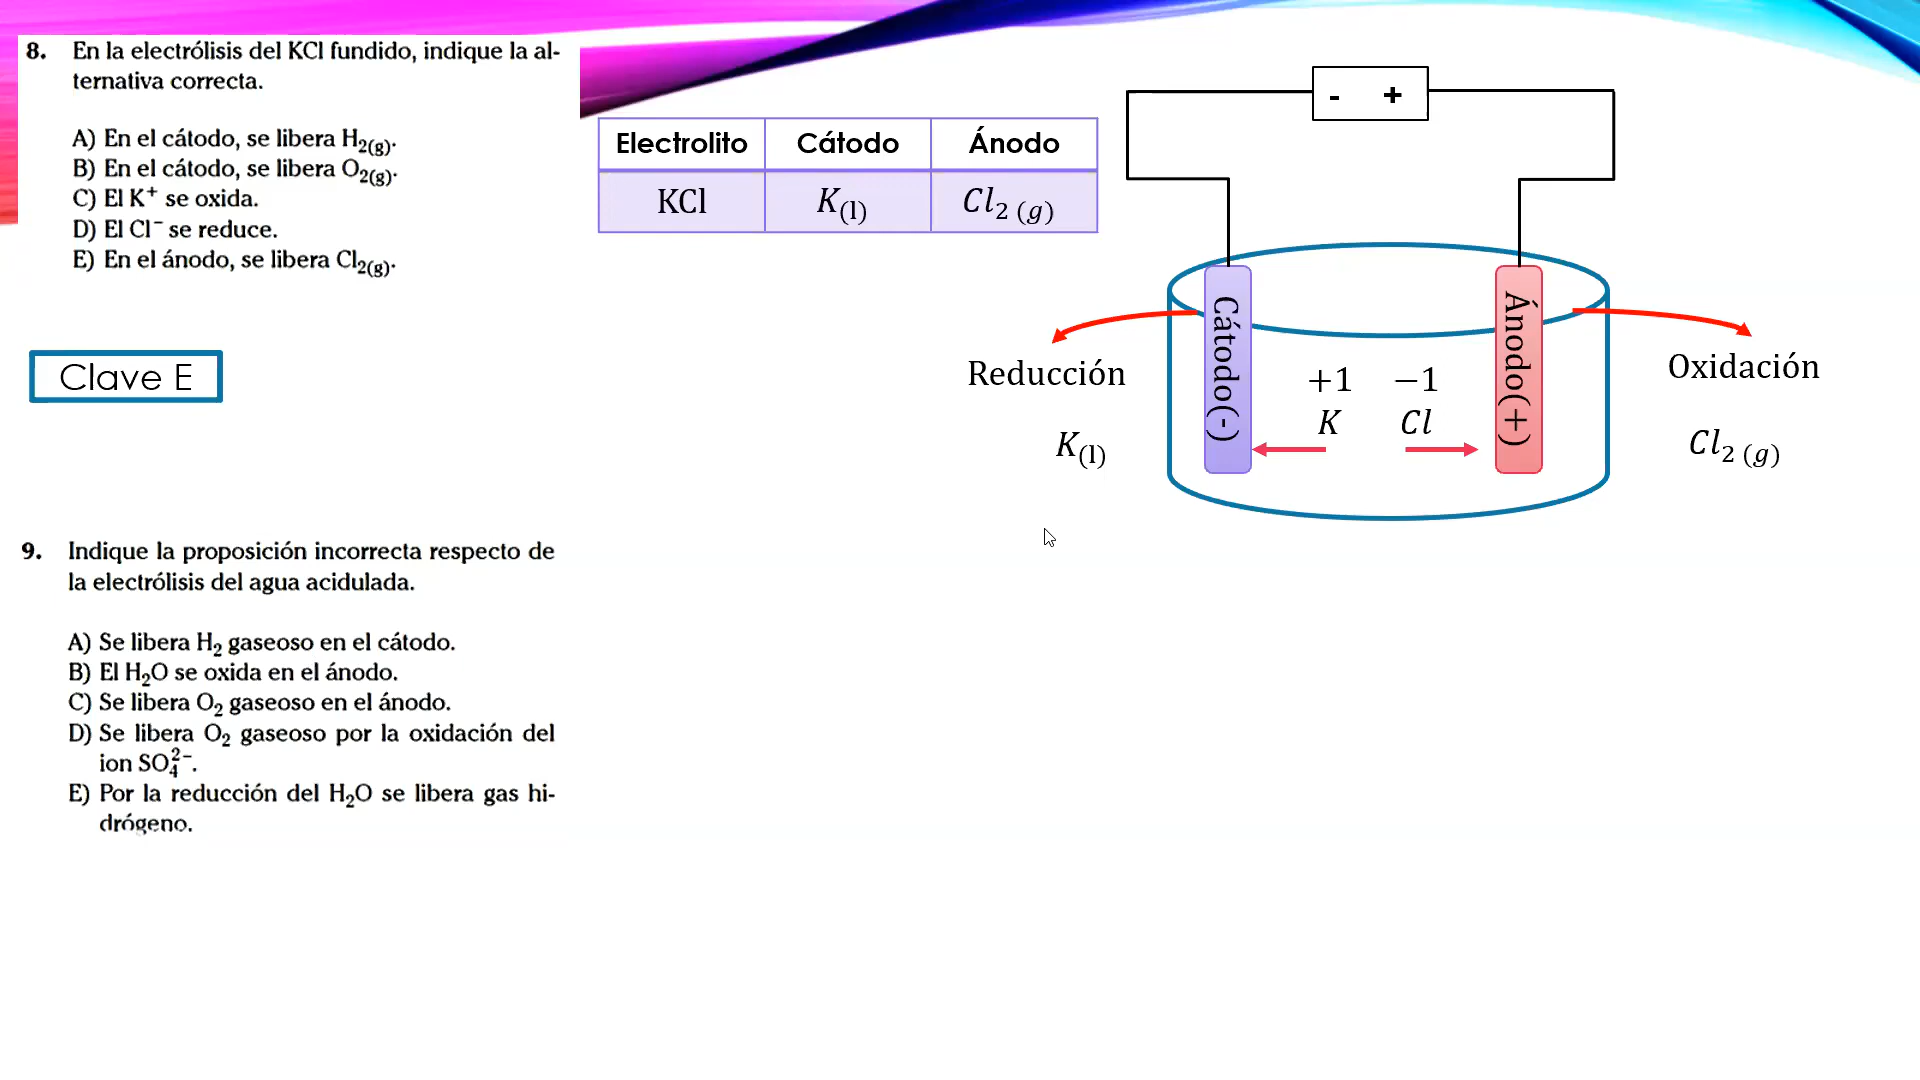 8. En la electrólisis del KCl fundido, indique la al-
ternativa correcta.
A) En el cátodo, se libera H₂(g).
B) En el cátodo, se libera O₂(g).
C) El K⁺ se oxida.
D) El Cl⁻ se reduce.
E) En el ánodo, se libera Cl₂(g).
Clave E
Electrolito Cátodo Ánodo
KCl K(l) Cl₂ (g)
- +
Cátodo(-)
Ánodo(+)
Reducción
K(l)
+1 −1
K Cl
Oxidación
Cl₂ (g)
9. Indique la proposición incorrecta respecto de
la electrólisis del agua acidulada.
A) Se libera H₂ gaseoso en el cátodo.
B) El H₂O se oxida en el ánodo.
C) Se libera O₂ gaseoso en el ánodo.
D) Se libera O₂ gaseoso por la oxidación del
ion SO₄²⁻.
E) Por la reducción del H₂O se libera gas hi-
drógeno.